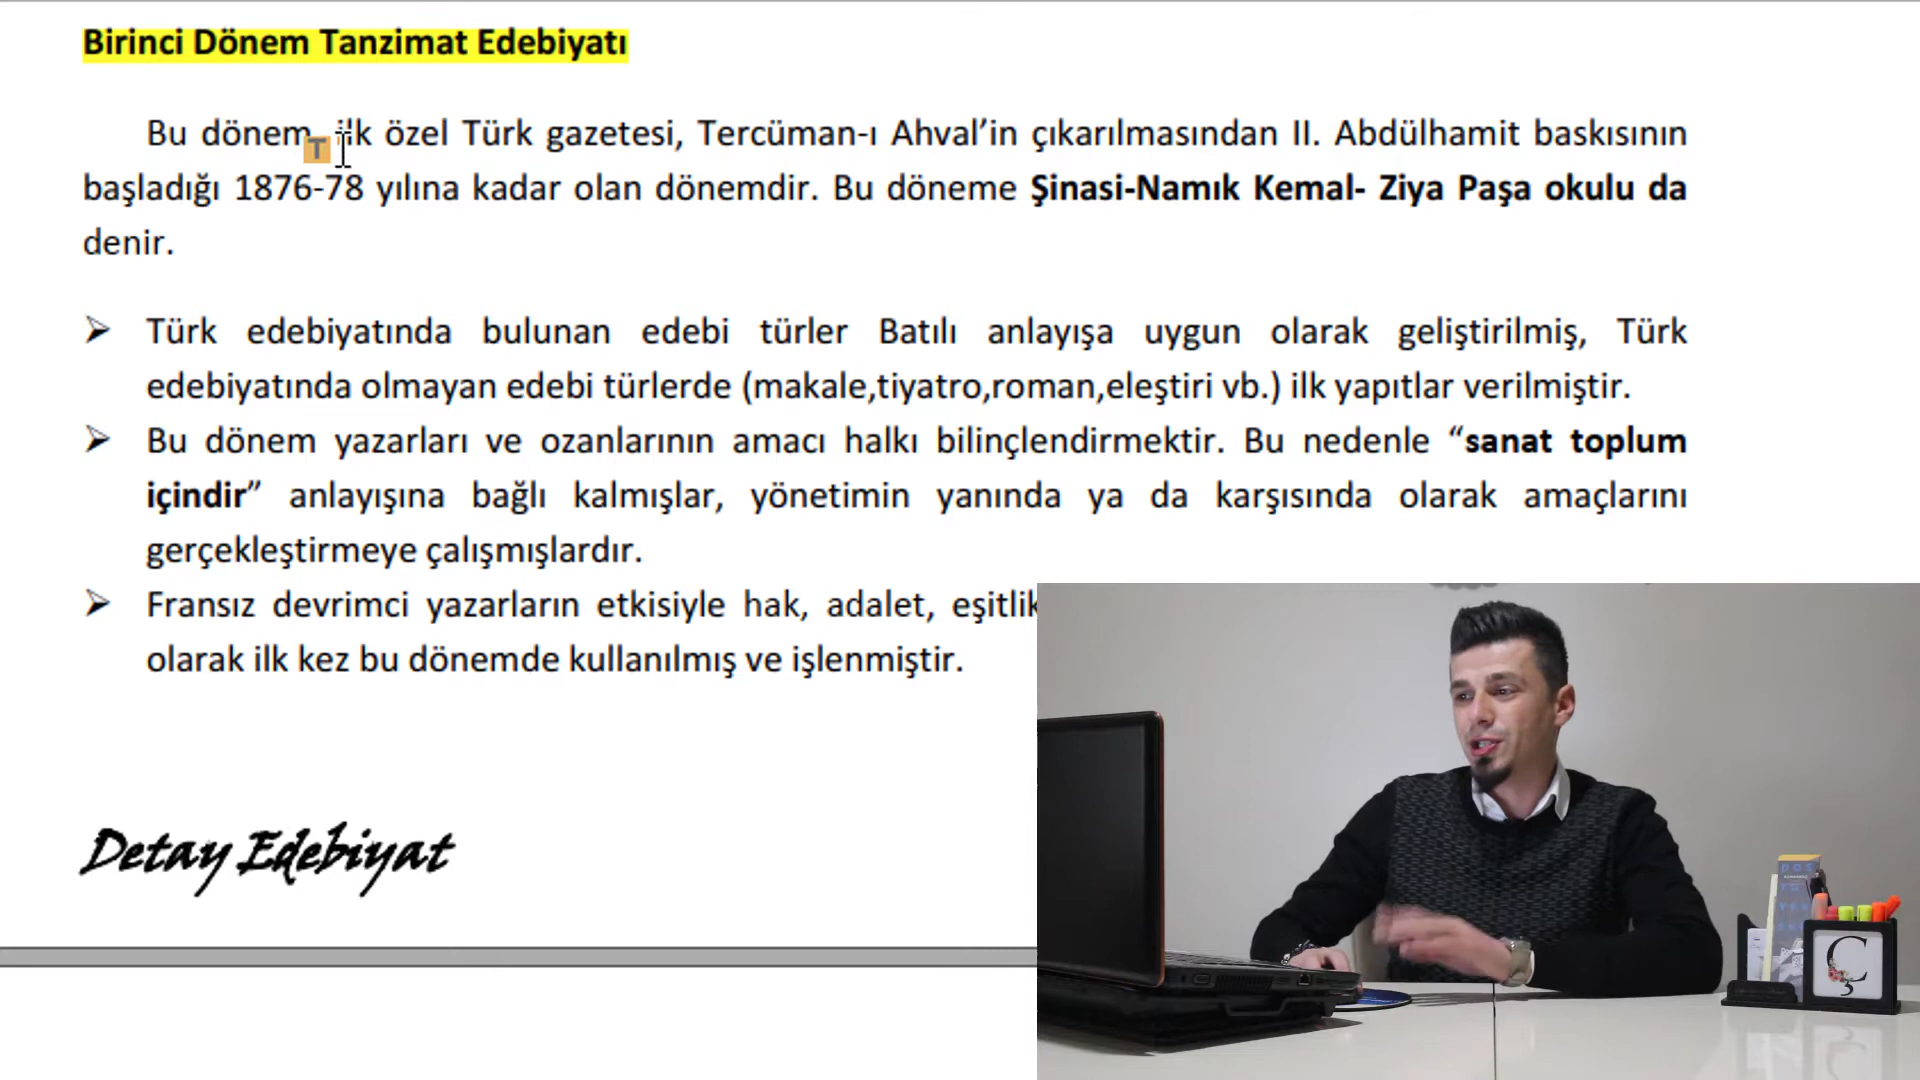 Birinci Dönem Tanzimat Edebiyatı
Bu dönem, ilk özel Türk gazetesi, Tercüman-ı Ahval’in çıkarılmasından II. Abdülhamit baskısının
başladığı 1876-78 yılına kadar olan dönemdir. Bu döneme Şinasi-Namık Kemal- Ziya Paşa okulu da
denir.
➤ Türk edebiyatında bulunan edebi türler Batılı anlayışa uygun olarak geliştirilmiş, Türk
edebiyatında olmayan edebi türlerde (makale,tiyatro,roman,eleştiri vb.) ilk yapıtlar verilmiştir.
➤ Bu dönem yazarları ve ozanlarının amacı halkı bilinçlendirmektir. Bu nedenle “sanat toplum
içindir” anlayışına bağlı kalmışlar, yönetimin yanında ya da karşısında olarak amaçlarını
gerçekleştirmeye çalışmışlardır.
➤ Fransız devrimci yazarların etkisiyle hak, adalet, eşitlik
olarak ilk kez bu dönemde kullanılmış ve işlenmiştir.
Detay Edebiyat
T
DOS
Ç